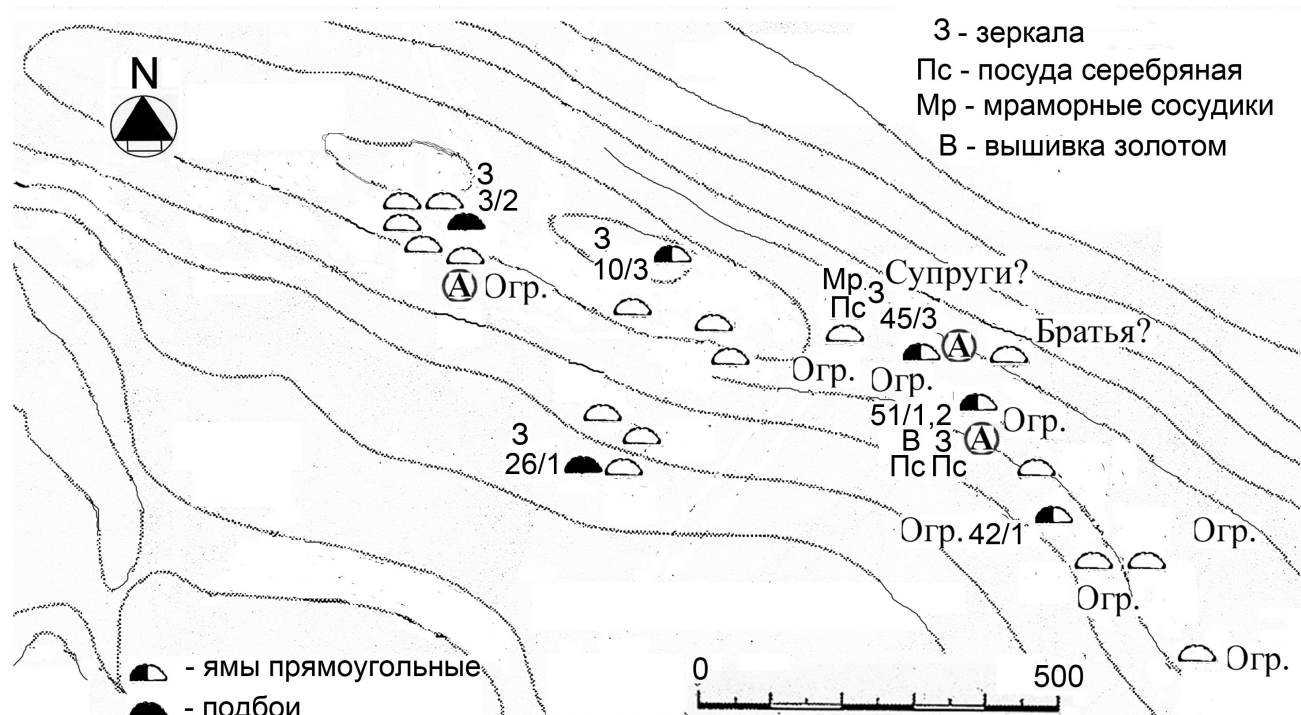 З - зеркала
Пс - посуда серебряная
Мр - мраморные сосудики
В - вышивка золотом
N
З
3/2
А Огр.
З
10/3
Мр З
Пс
Супруги?
45/3
А
Братья?
Огр.
Огр.
51/1,2
Огр.
В З
А
Пс Пс
З
26/1
Огр. 42/1
Огр.
Огр.
Огр.
- ямы прямоугольные
- подбои
0
500